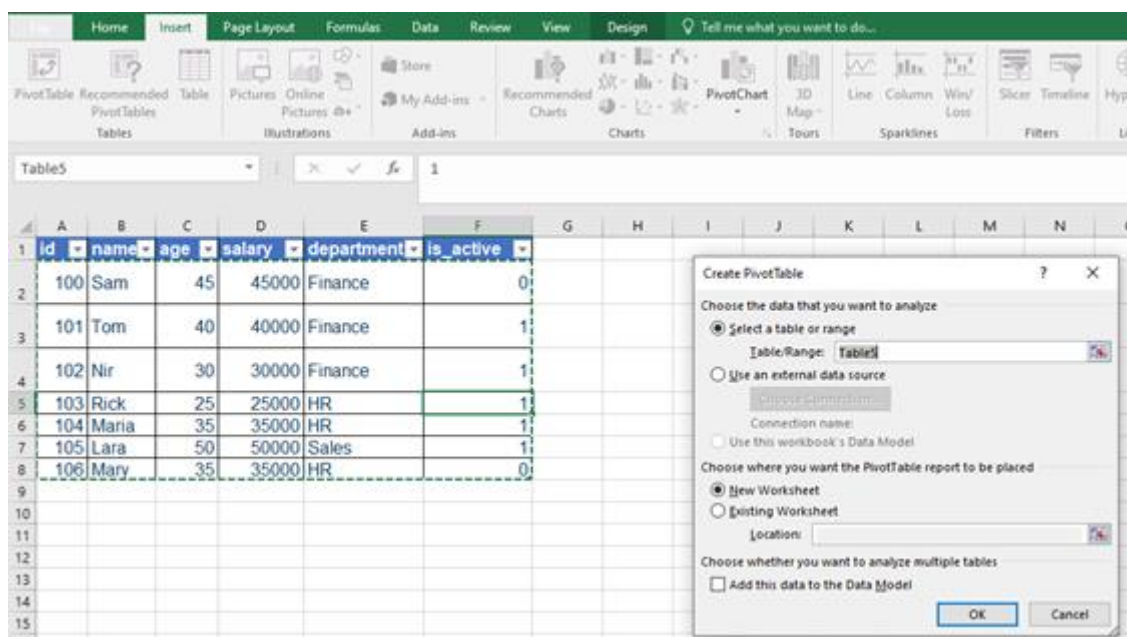 Home Insert Page Layout Formulas Data Review View Design Tell me what you want to do...
PivotTable Recommended PivotTables Table
Pictures Online Pictures
Store
My Add-ins
Recommended Charts
PivotChart
3D Map
Line Column Win/Loss
Slicer Timeline
Tables Illustrations Add-ins Charts Tours Sparklines Filters
Table5 fx 1
A B C D E F G H I J K L M N
1 id name age salary department is_active
2 100 Sam 45 45000 Finance 0
3 101 Tom 40 40000 Finance 1
4 102 Nir 30 30000 Finance 1
5 103 Rick 25 25000 HR 1
6 104 Maria 35 35000 HR 1
7 105 Lara 50 50000 Sales 1
8 106 Mary 35 35000 HR 0
9
10
11
12
13
14
15
Create PivotTable ? ×
Choose the data that you want to analyze
Select a table or range
Table/Range: Table5
Use an external data source
Choose Connection...
Connection name:
Use this workbook's Data Model
Choose where you want the PivotTable report to be placed
New Worksheet
Existing Worksheet
Location:
Choose whether you want to analyze multiple tables
Add this data to the Data Model
OK Cancel